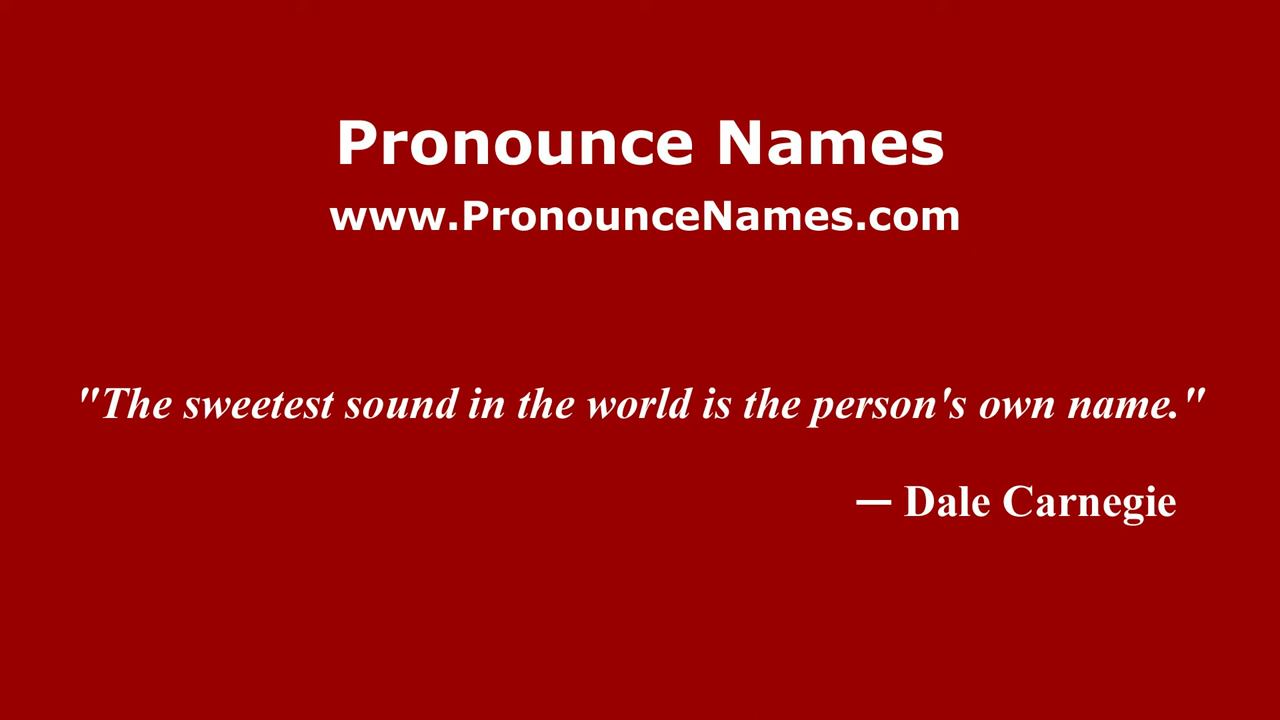 Pronounce Names
www.PronounceNames.com
"The sweetest sound in the world is the person's own name."
— Dale Carnegie